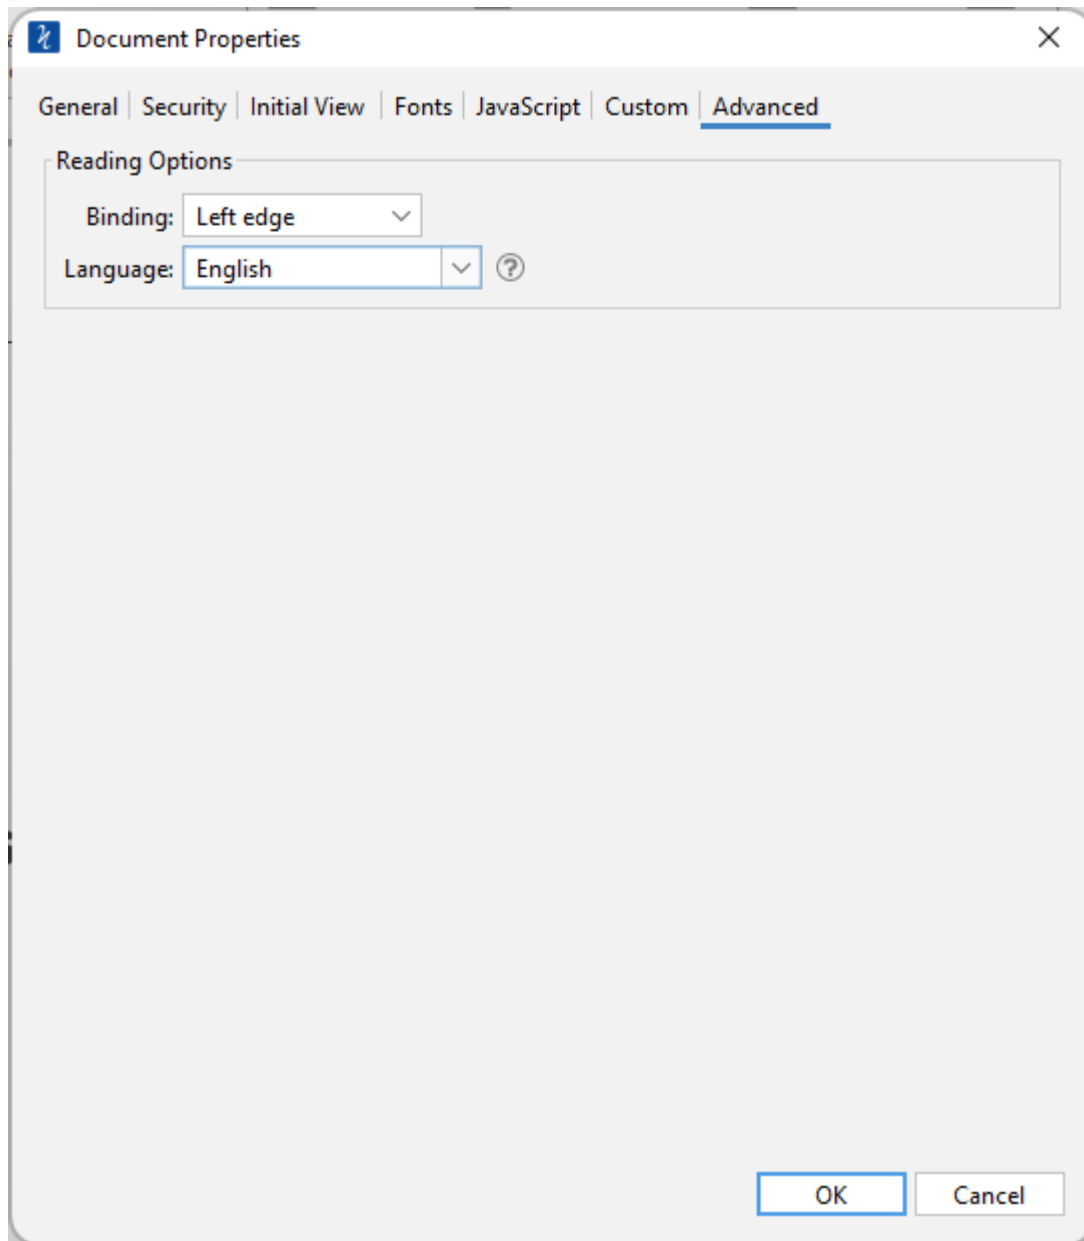 Document Properties
General Security Initial View Fonts JavaScript Custom Advanced
Reading Options
Binding: Left edge
Language: English ?
OK Cancel